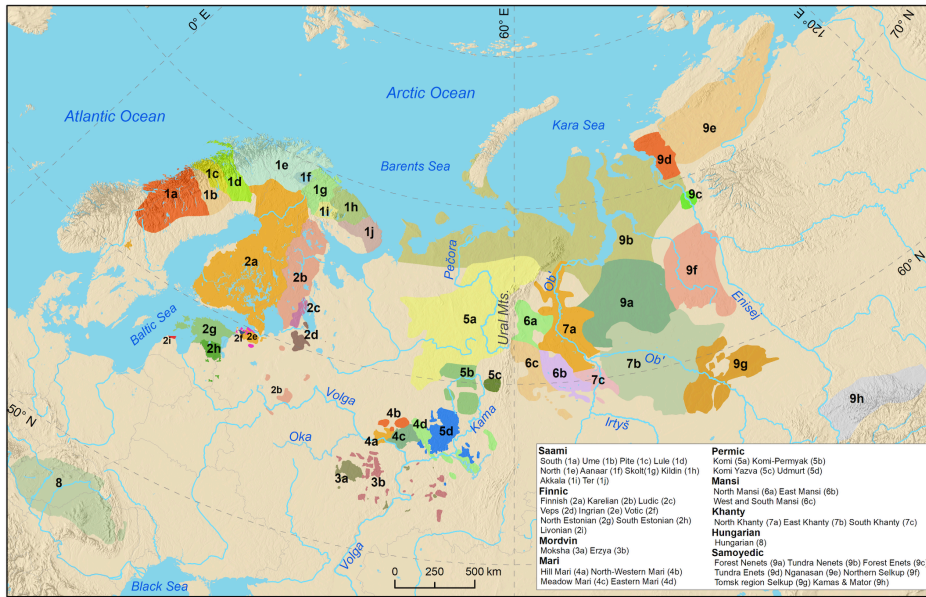 0° E
60° E
120° E
70° N
Arctic Ocean
Atlantic Ocean
Kara Sea
Barents Sea
9e
9d
9c
1e
1c
1d
1f
1a
1b
1g
1h
1i
1j
9b
2a
2b
Pečora
Ob'
9f
60° N
9a
Enisej
Baltic Sea
2c
5a
Ural Mts.
6a
7a
2g
2f
2e
2d
2i
2h
6c
6b
7b
Ob'
9g
5b
5c
7c
2b
Volga
Kama
Irtyš
9h
50° N
4b
4d
4a
4c
5d
Oka
3a
3b
8
Volga
Black Sea
0 250 500 km
Saami
South (1a) Ume (1b) Pite (1c) Lule (1d)
North (1e) Aanaar (1f) Skolt(1g) Kildin (1h)
Akkala (1i) Ter (1j)
Finnic
Finnish (2a) Karelian (2b) Ludic (2c)
Veps (2d) Ingrian (2e) Votic (2f)
North Estonian (2g) South Estonian (2h)
Livonian (2i)
Mordvin
Moksha (3a) Erzya (3b)
Mari
Hill Mari (4a) North-Western Mari (4b)
Meadow Mari (4c) Eastern Mari (4d)
Permic
Komi (5a) Komi-Permyak (5b)
Komi Yazva (5c) Udmurt (5d)
Mansi
North Mansi (6a) East Mansi (6b)
West and South Mansi (6c)
Khanty
North Khanty (7a) East Khanty (7b) South Khanty (7c)
Hungarian
Hungarian (8)
Samoyedic
Forest Nenets (9a) Tundra Nenets (9b) Forest Enets (9c)
Tundra Enets (9d) Nganasan (9e) Northern Selkup (9f)
Tomsk region Selkup (9g) Kamas & Mator (9h)